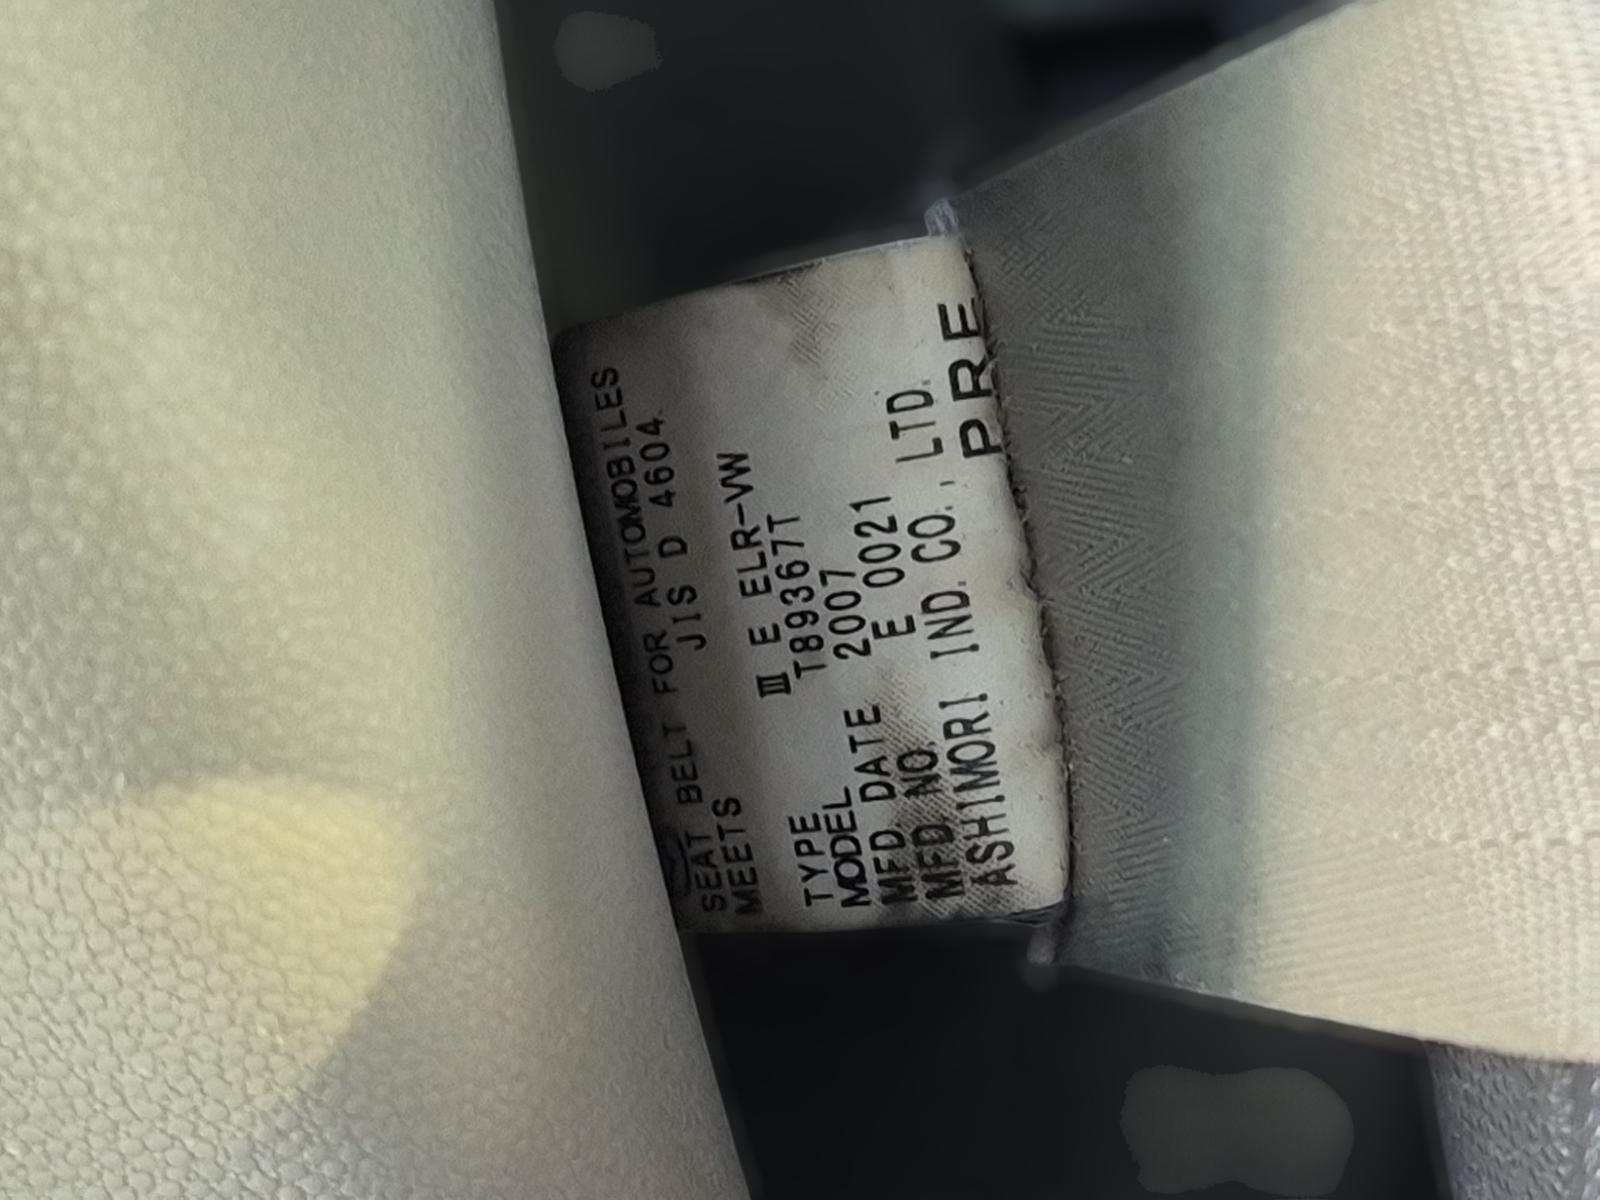 SEAT BELT FOR AUTOMOBILES
MEETS JIS D 4604.
TYPE Ⅲ E ELR-VW
MODEL T89367T
MFD DATE 2007
MFD NO. E 0021
ASHIMORI IND. CO., LTD.
PRE